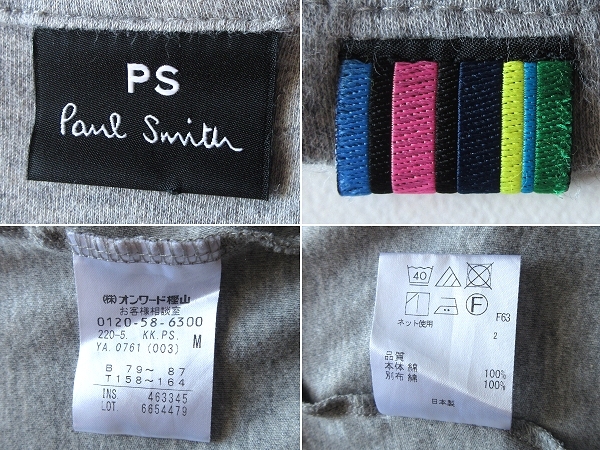 PS
Paul Smith
㈱オンワード樫山
お客様相談室
0120-58-6300
220-5. KK.PS.
YA.0761 (003) M
B 79~ 87
T158~164
INS 463345
LOT. 6654479
40
F
ネット使用
F63
2
品質
本体 綿 100%
別布 綿 100%
日本製